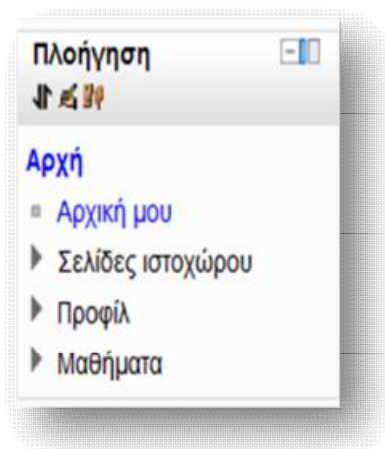 Πλοήγηση
Αρχή
Αρχική μου
Σελίδες ιστοχώρου
Προφίλ
Μαθήματα